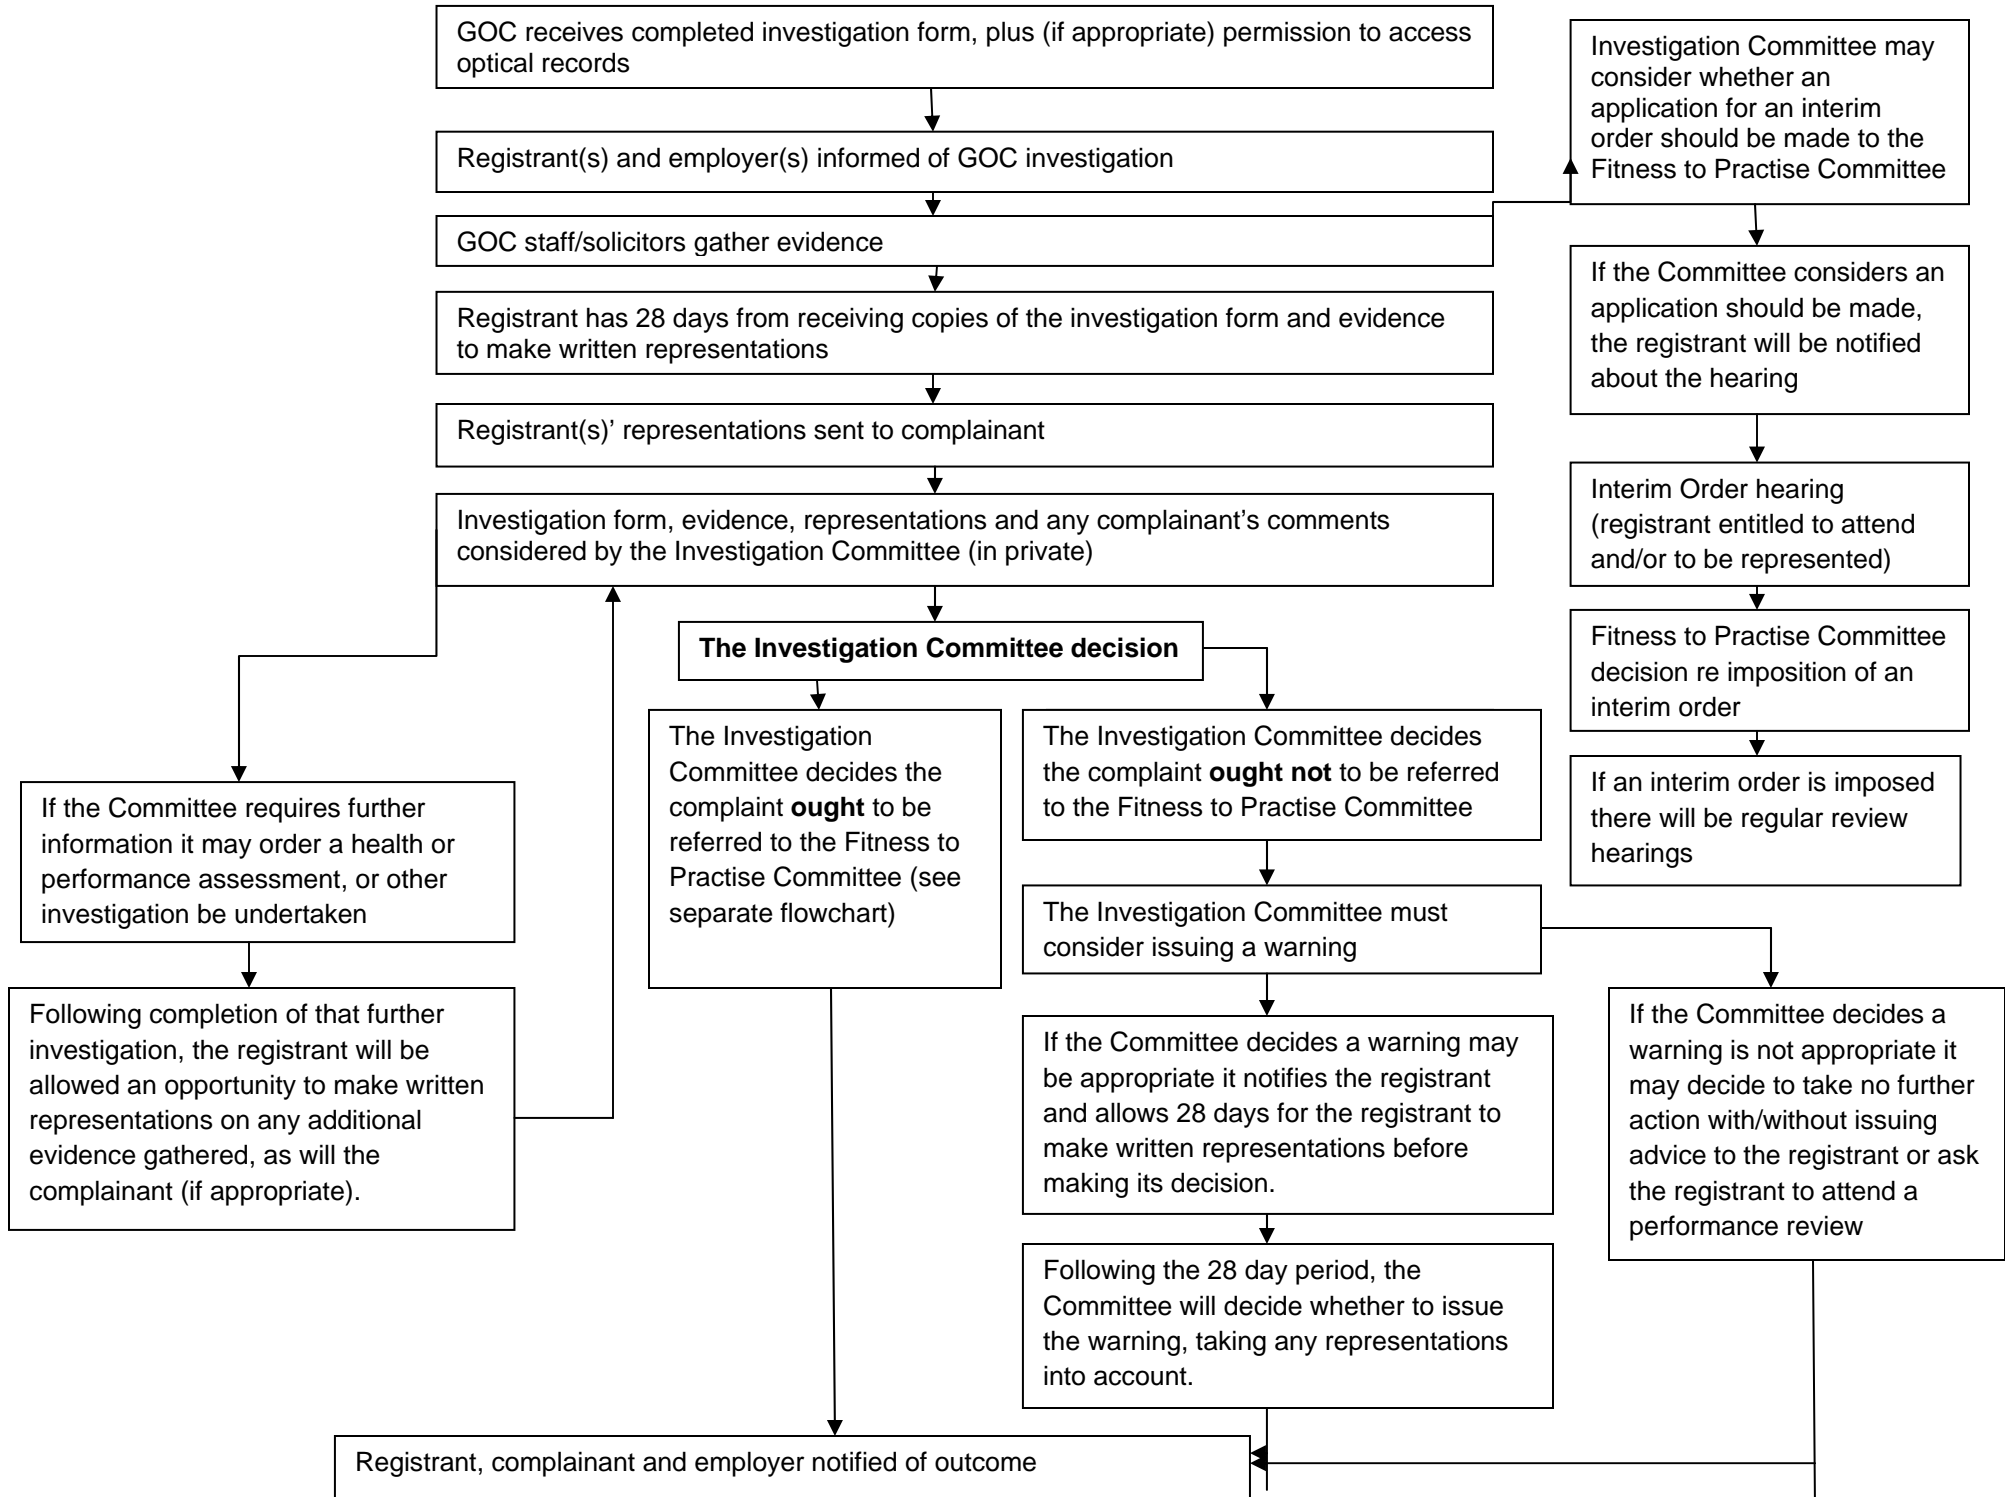 GOC receives completed investigation form, plus (if appropriate) permission to access
optical records
Registrant(s) and employer(s) informed of GOC investigation
GOC staff/solicitors gather evidence
Registrant has 28 days from receiving copies of the investigation form and evidence
to make written representations
Registrant(s)’ representations sent to complainant
Investigation form, evidence, representations and any complainant’s comments
considered by the Investigation Committee (in private)
Investigation Committee may
consider whether an
application for an interim
order should be made to the
Fitness to Practise Committee
If the Committee considers an
application should be made,
the registrant will be notified
about the hearing
Interim Order hearing
(registrant entitled to attend
and/or to be represented)
Fitness to Practise Committee
decision re imposition of an
interim order
If an interim order is imposed
there will be regular review
hearings
The Investigation Committee decision
If the Committee requires further
information it may order a health or
performance assessment, or other
investigation be undertaken
Following completion of that further
investigation, the registrant will be
allowed an opportunity to make written
representations on any additional
evidence gathered, as will the
complainant (if appropriate).
The Investigation
Committee decides the
complaint ought to be
referred to the Fitness to
Practise Committee (see
separate flowchart)
The Investigation Committee decides
the complaint ought not to be referred
to the Fitness to Practise Committee
The Investigation Committee must
consider issuing a warning
If the Committee decides a warning may
be appropriate it notifies the registrant
and allows 28 days for the registrant to
make written representations before
making its decision.
Following the 28 day period, the
Committee will decide whether to issue
the warning, taking any representations
into account.
If the Committee decides a
warning is not appropriate it
may decide to take no further
action with/without issuing
advice to the registrant or ask
the registrant to attend a
performance review
Registrant, complainant and employer notified of outcome